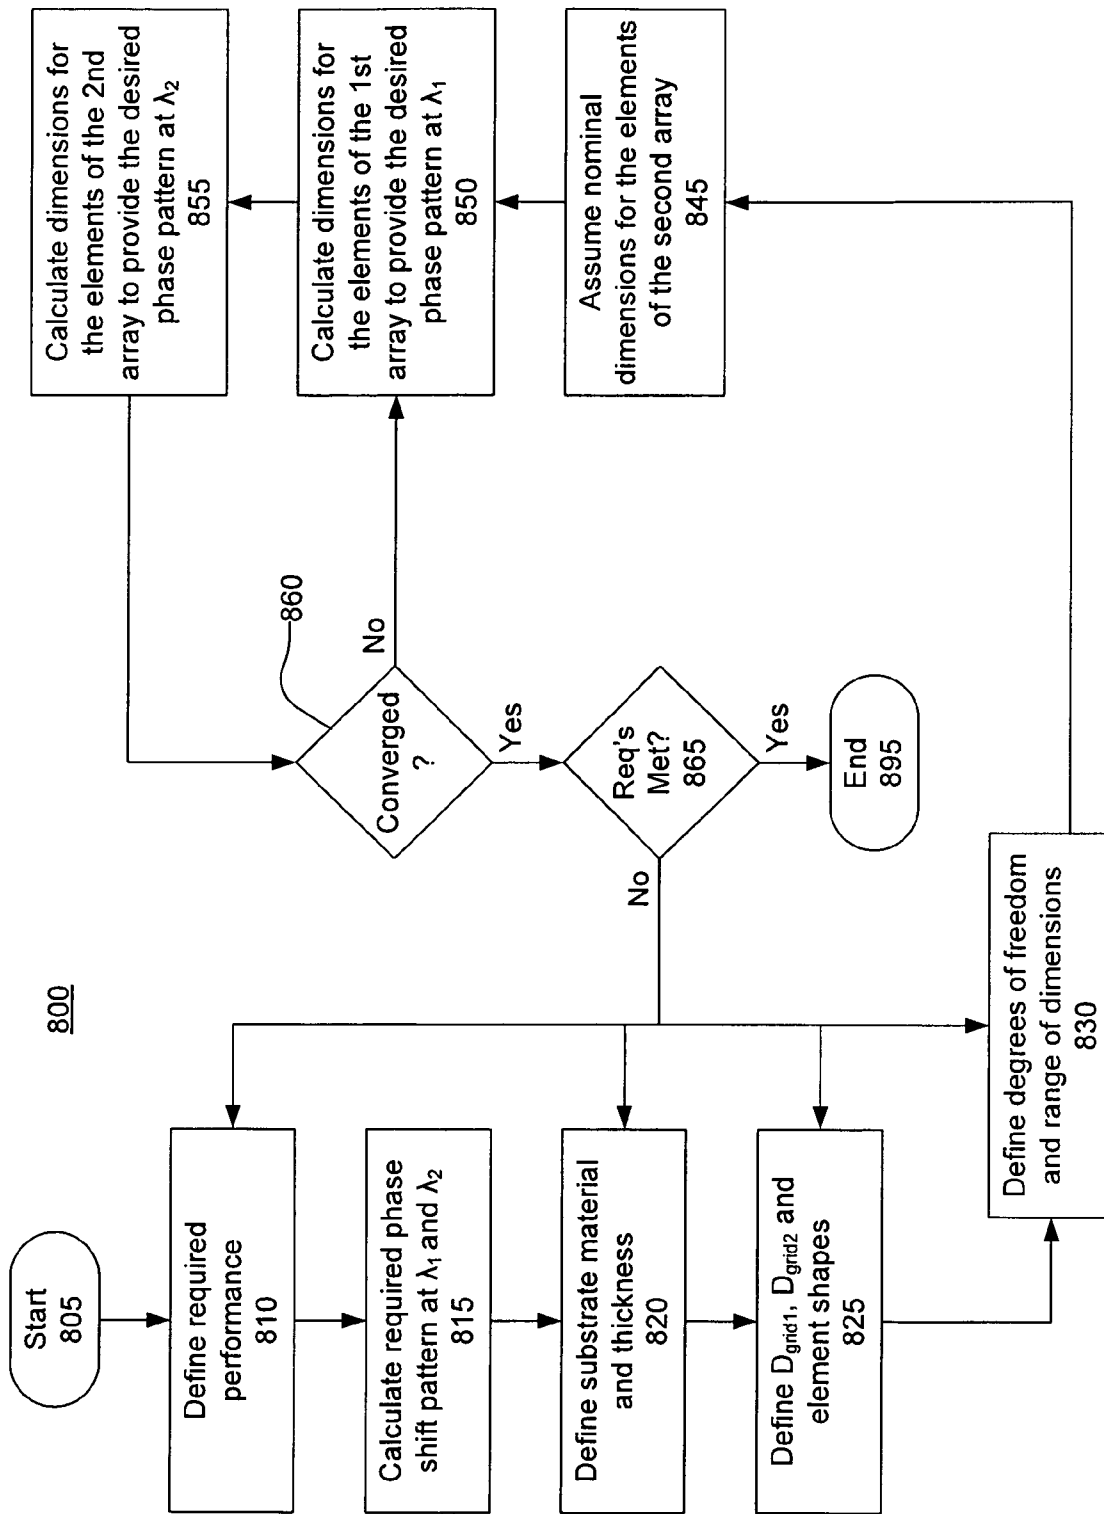 800
Start
805
Define required
performance
810
Calculate required phase
shift pattern at λ1 and λ2
815
Define substrate material
and thickness
820
Define Dgrid1, Dgrid2 and
element shapes
825
Define degrees of freedom
and range of dimensions
830
Assume nominal
dimensions for the elements
of the second array
845
Calculate dimensions for
the elements of the 1st
array to provide the desired
phase pattern at λ1
850
Calculate dimensions for
the elements of the 2nd
array to provide the desired
phase pattern at λ2
855
860
Converged
?
No
Yes
Req's
Met?
865
No
Yes
End
895